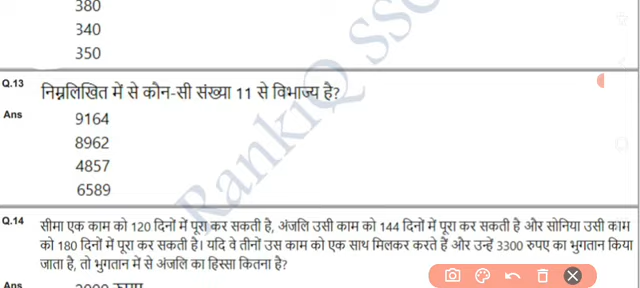 380
340
350
Q.13 निम्नलिखित में से कौन-सी संख्या 11 से विभाज्य है?
Ans 9164
8962
4857
6589
Q.14 सीमा एक काम को 120 दिनों में पूरा कर सकती है, अंजलि उसी काम को 144 दिनों में पूरा कर सकती है और सोनिया उसी काम
को 180 दिनों में पूरा कर सकती है। यदि वे तीनों उस काम को एक साथ मिलकर करते हैं और उन्हें 3300 रुपए का भुगतान किया
जाता है, तो भुगतान में से अंजलि का हिस्सा कितना है?
Ans
RankiQ SSC